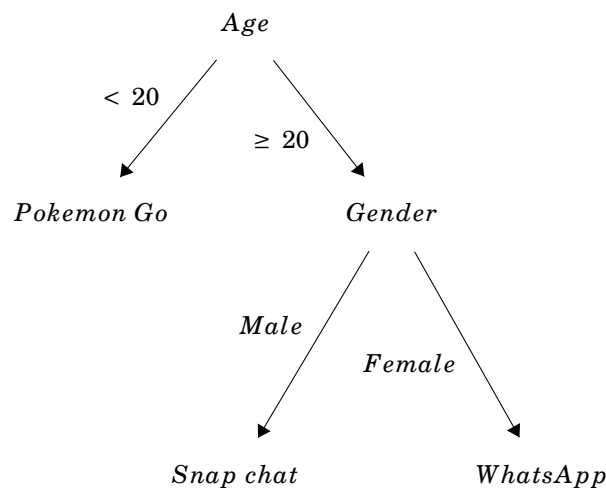 Age
< 20
≥ 20
Pokemon Go
Gender
Male
Female
Snap chat
WhatsApp